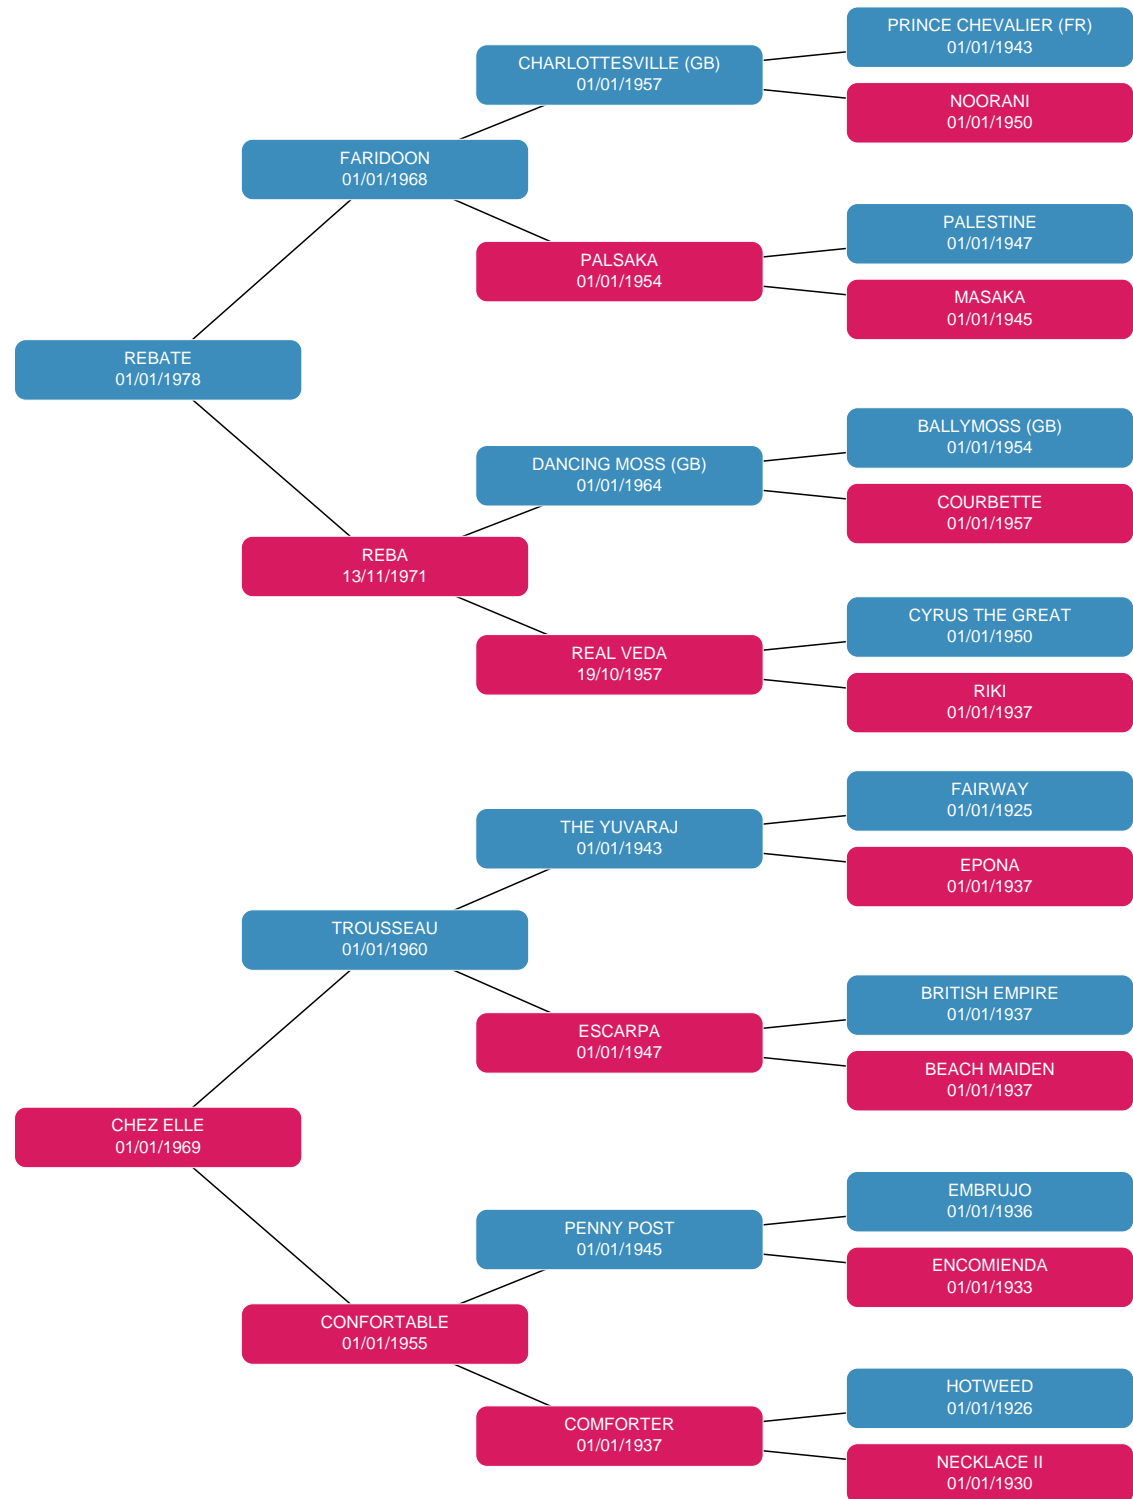 PRINCE CHEVALIER (FR)
01/01/1943
CHARLOTTESVILLE (GB)
01/01/1957
NOORANI
01/01/1950
FARIDOON
01/01/1968
PALESTINE
01/01/1947
PALSAKA
01/01/1954
MASAKA
01/01/1945
REBATE
01/01/1978
BALLYMOSS (GB)
01/01/1954
DANCING MOSS (GB)
01/01/1964
COURBETTE
01/01/1957
REBA
13/11/1971
CYRUS THE GREAT
01/01/1950
REAL VEDA
19/10/1957
RIKI
01/01/1937
FAIRWAY
01/01/1925
THE YUVARAJ
01/01/1943
EPONA
01/01/1937
TROUSSEAU
01/01/1960
BRITISH EMPIRE
01/01/1937
ESCARPA
01/01/1947
BEACH MAIDEN
01/01/1937
CHEZ ELLE
01/01/1969
EMBRUJO
01/01/1936
PENNY POST
01/01/1945
ENCOMIENDA
01/01/1933
CONFORTABLE
01/01/1955
HOTWEED
01/01/1926
COMFORTER
01/01/1937
NECKLACE II
01/01/1930